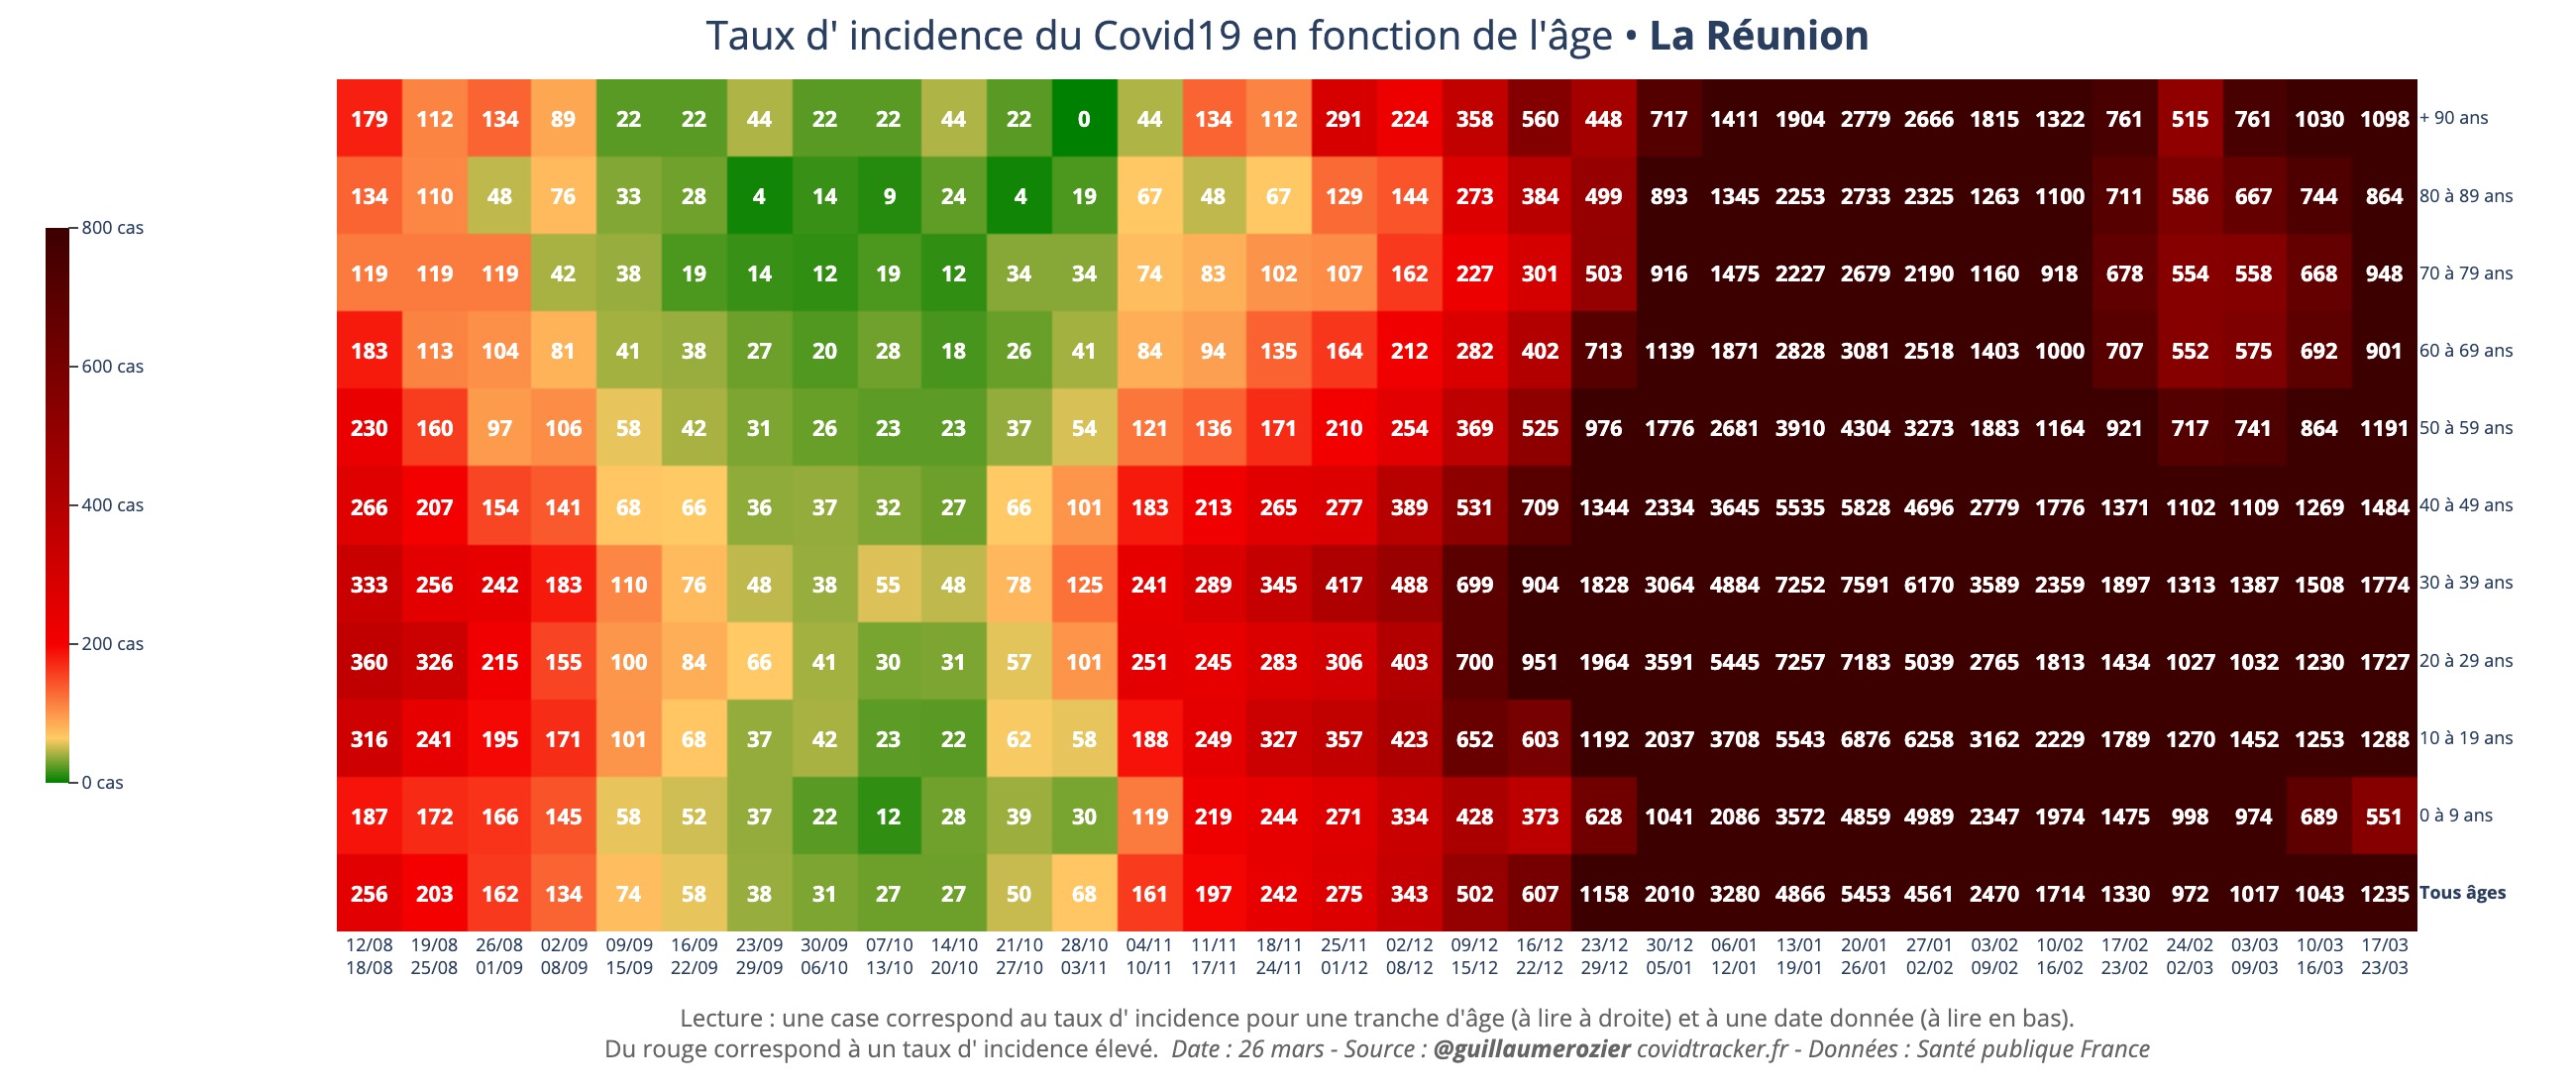 Taux d' incidence du Covid19 en fonction de l'âge • La Réunion
800 cas
600 cas
400 cas
200 cas
0 cas
179 112 134 89 22 22 44 22 22 44 22 0 44 134 112 291 224 358 560 448 717 1411 1904 2779 2666 1815 1322 761 515 761 1030 1098 + 90 ans
134 110 48 76 33 28 4 14 9 24 4 19 67 48 67 129 144 273 384 499 893 1345 2253 2733 2325 1263 1100 711 586 667 744 864 80 à 89 ans
119 119 119 42 38 19 14 12 19 12 34 34 74 83 102 107 162 227 301 503 916 1475 2227 2679 2190 1160 918 678 554 558 668 948 70 à 79 ans
183 113 104 81 41 38 27 20 28 18 26 41 84 94 135 164 212 282 402 713 1139 1871 2828 3081 2518 1403 1000 707 552 575 692 901 60 à 69 ans
230 160 97 106 58 42 31 26 23 23 37 54 121 136 171 210 254 369 525 976 1776 2681 3910 4304 3273 1883 1164 921 717 741 864 1191 50 à 59 ans
266 207 154 141 68 66 36 37 32 27 66 101 183 213 265 277 389 531 709 1344 2334 3645 5535 5828 4696 2779 1776 1371 1102 1109 1269 1484 40 à 49 ans
333 256 242 183 110 76 48 38 55 48 78 125 241 289 345 417 488 699 904 1828 3064 4884 7252 7591 6170 3589 2359 1897 1313 1387 1508 1774 30 à 39 ans
360 326 215 155 100 84 66 41 30 31 57 101 251 245 283 306 403 700 951 1964 3591 5445 7257 7183 5039 2765 1813 1434 1027 1032 1230 1727 20 à 29 ans
316 241 195 171 101 68 37 42 23 22 62 58 188 249 327 357 423 652 603 1192 2037 3708 5543 6876 6258 3162 2229 1789 1270 1452 1253 1288 10 à 19 ans
187 172 166 145 58 52 37 22 12 28 39 30 119 219 244 271 334 428 373 628 1041 2086 3572 4859 4989 2347 1974 1475 998 974 689 551 0 à 9 ans
256 203 162 134 74 58 38 31 27 27 50 68 161 197 242 275 343 502 607 1158 2010 3280 4866 5453 4561 2470 1714 1330 972 1017 1043 1235 Tous âges
12/08 19/08 26/08 02/09 09/09 16/09 23/09 30/09 07/10 14/10 21/10 28/10 04/11 11/11 18/11 25/11 02/12 09/12 16/12 23/12 30/12 06/01 13/01 20/01 27/01 03/02 10/02 17/02 24/02 03/03 10/03 17/03
18/08 25/08 01/09 08/09 15/09 22/09 29/09 06/10 13/10 20/10 27/10 03/11 10/11 17/11 24/11 01/12 08/12 15/12 22/12 29/12 05/01 12/01 19/01 26/01 02/02 09/02 16/02 23/02 02/03 09/03 16/03 23/03
Lecture : une case correspond au taux d' incidence pour une tranche d'âge (à lire à droite) et à une date donnée (à lire en bas).
Du rouge correspond à un taux d' incidence élevé. Date : 26 mars - Source : @guillaumerozier covidtracker.fr - Données : Santé publique France